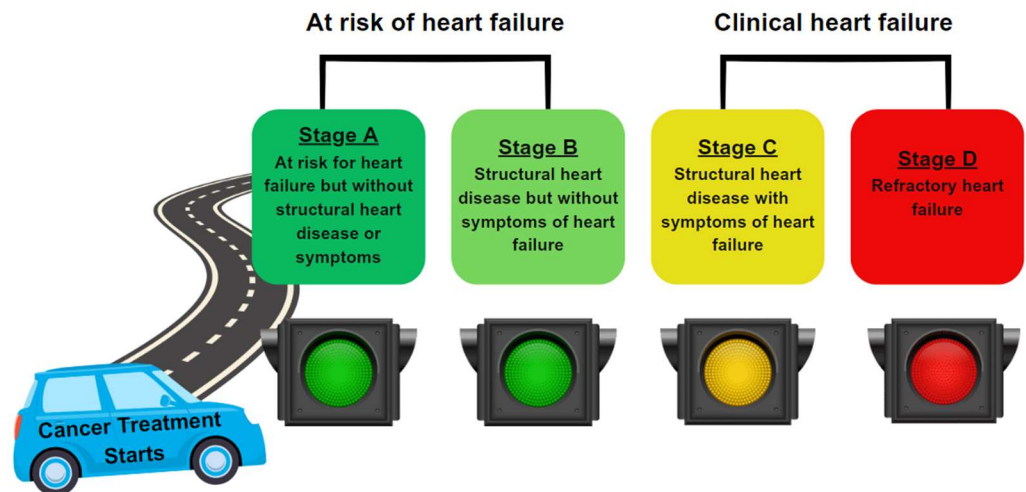 At risk of heart failure
Clinical heart failure
Stage A
At risk for heart
failure but without
structural heart
disease or
symptoms
Stage B
Structural heart
disease but without
symptoms of heart
failure
Stage C
Structural heart
disease with
symptoms of heart
failure
Stage D
Refractory heart
failure
Cancer Treatment
Starts